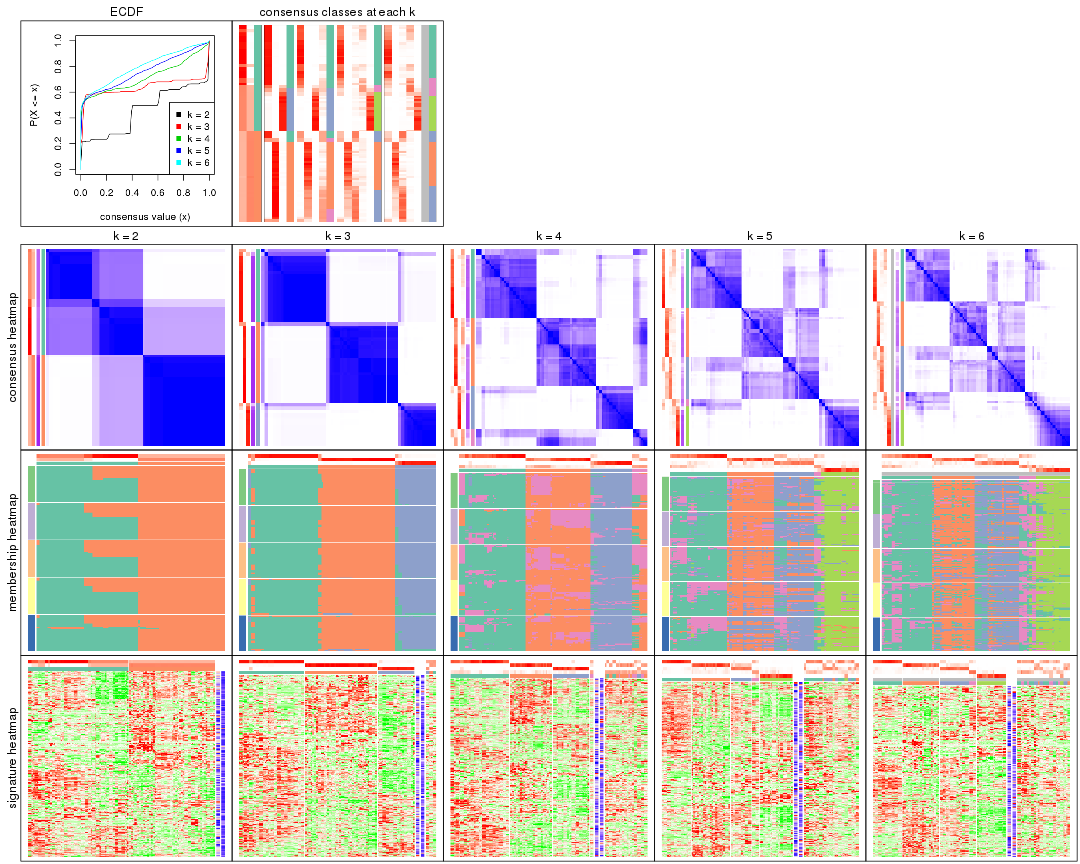 ECDF
consensus classes at each k
P(X <= x)
0.0 0.2 0.4 0.6 0.8 1.0
k = 2
k = 3
k = 4
k = 5
k = 6
0.0 0.2 0.4 0.6 0.8 1.0
consensus value (x)
k = 2 k = 3 k = 4 k = 5 k = 6
consensus heatmap
membership heatmap
signature heatmap